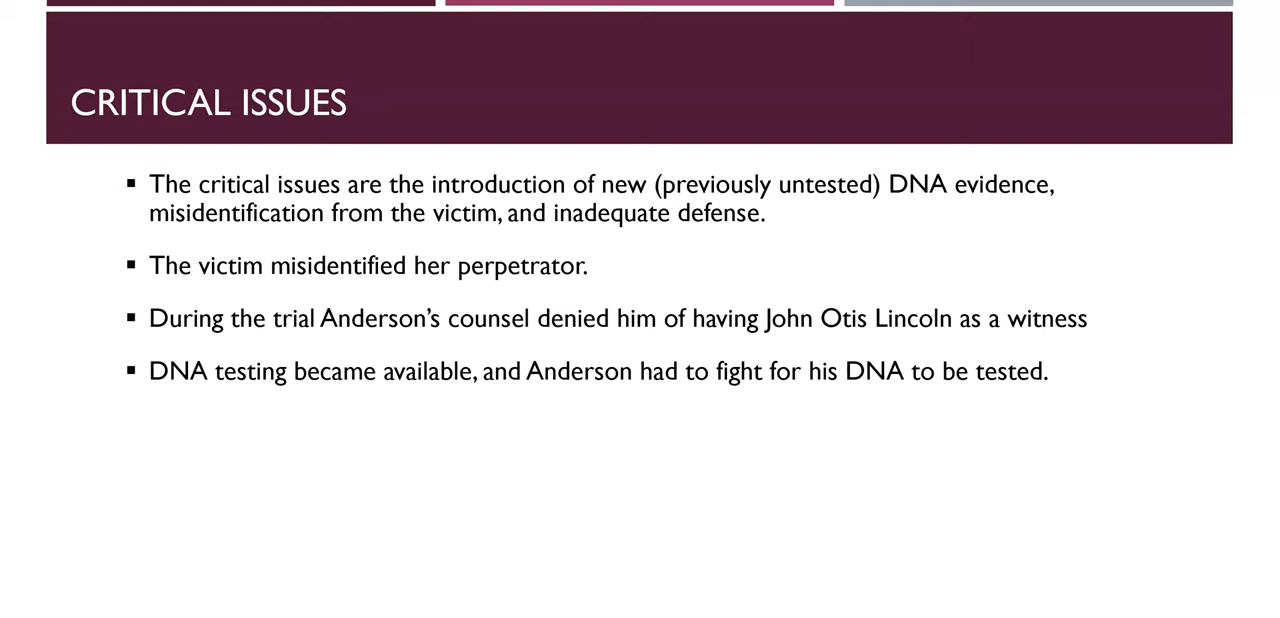 CRITICAL ISSUES
▪ The critical issues are the introduction of new (previously untested) DNA evidence,
misidentification from the victim, and inadequate defense.
▪ The victim misidentified her perpetrator.
▪ During the trial Anderson’s counsel denied him of having John Otis Lincoln as a witness
▪ DNA testing became available, and Anderson had to fight for his DNA to be tested.